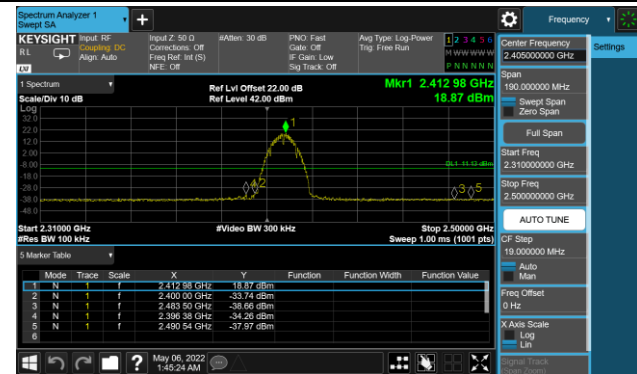 Spectrum Analyzer 1
Swept SA
+
Frequency
KEYSIGHT Input: RF Input Z: 50 Ω #Atten: 30 dB PNO: Fast Avg Type: Log-Power 1 2 3 4 5 6
RL Coupling: DC Corrections: Off Gate: Off Trig: Free Run M W W W W W
Align: Auto Freq Ref: Int (S) IF Gain: Low P N N N N N
NFE: Off Sig Track: Off
LXI
Center Frequency
2.405000000 GHz
Settings
1 Spectrum
Ref Lvl Offset 22.00 dB
Mkr1 2.412 98 GHz
Scale/Div 10 dB
Ref Level 42.00 dBm
18.87 dBm
Log
32.0
22.0
12.0
2.00
-8.00
-18.0
-28.0
-38.0
-48.0
1
DL1 -11.13 dBm
4 2
3 5
Start 2.31000 GHz #Video BW 300 kHz Stop 2.50000 GHz
#Res BW 100 kHz Sweep 1.00 ms (1001 pts)
Span
190.000000 MHz
Swept Span
Zero Span
Full Span
Start Freq
2.310000000 GHz
Stop Freq
2.500000000 GHz
AUTO TUNE
CF Step
19.000000 MHz
Auto
Man
Freq Offset
0 Hz
X Axis Scale
Log
Lin
Signal Track
(Span Zoom)
5 Marker Table
Mode Trace Scale X Y Function Function Width Function Value
1 N 1 f 2.412 98 GHz 18.87 dBm
2 N 1 f 2.400 00 GHz -33.74 dBm
3 N 1 f 2.483 50 GHz -38.66 dBm
4 N 1 f 2.396 38 GHz -34.26 dBm
5 N 1 f 2.490 54 GHz -37.97 dBm
6
? May 06, 2022
1:45:24 AM